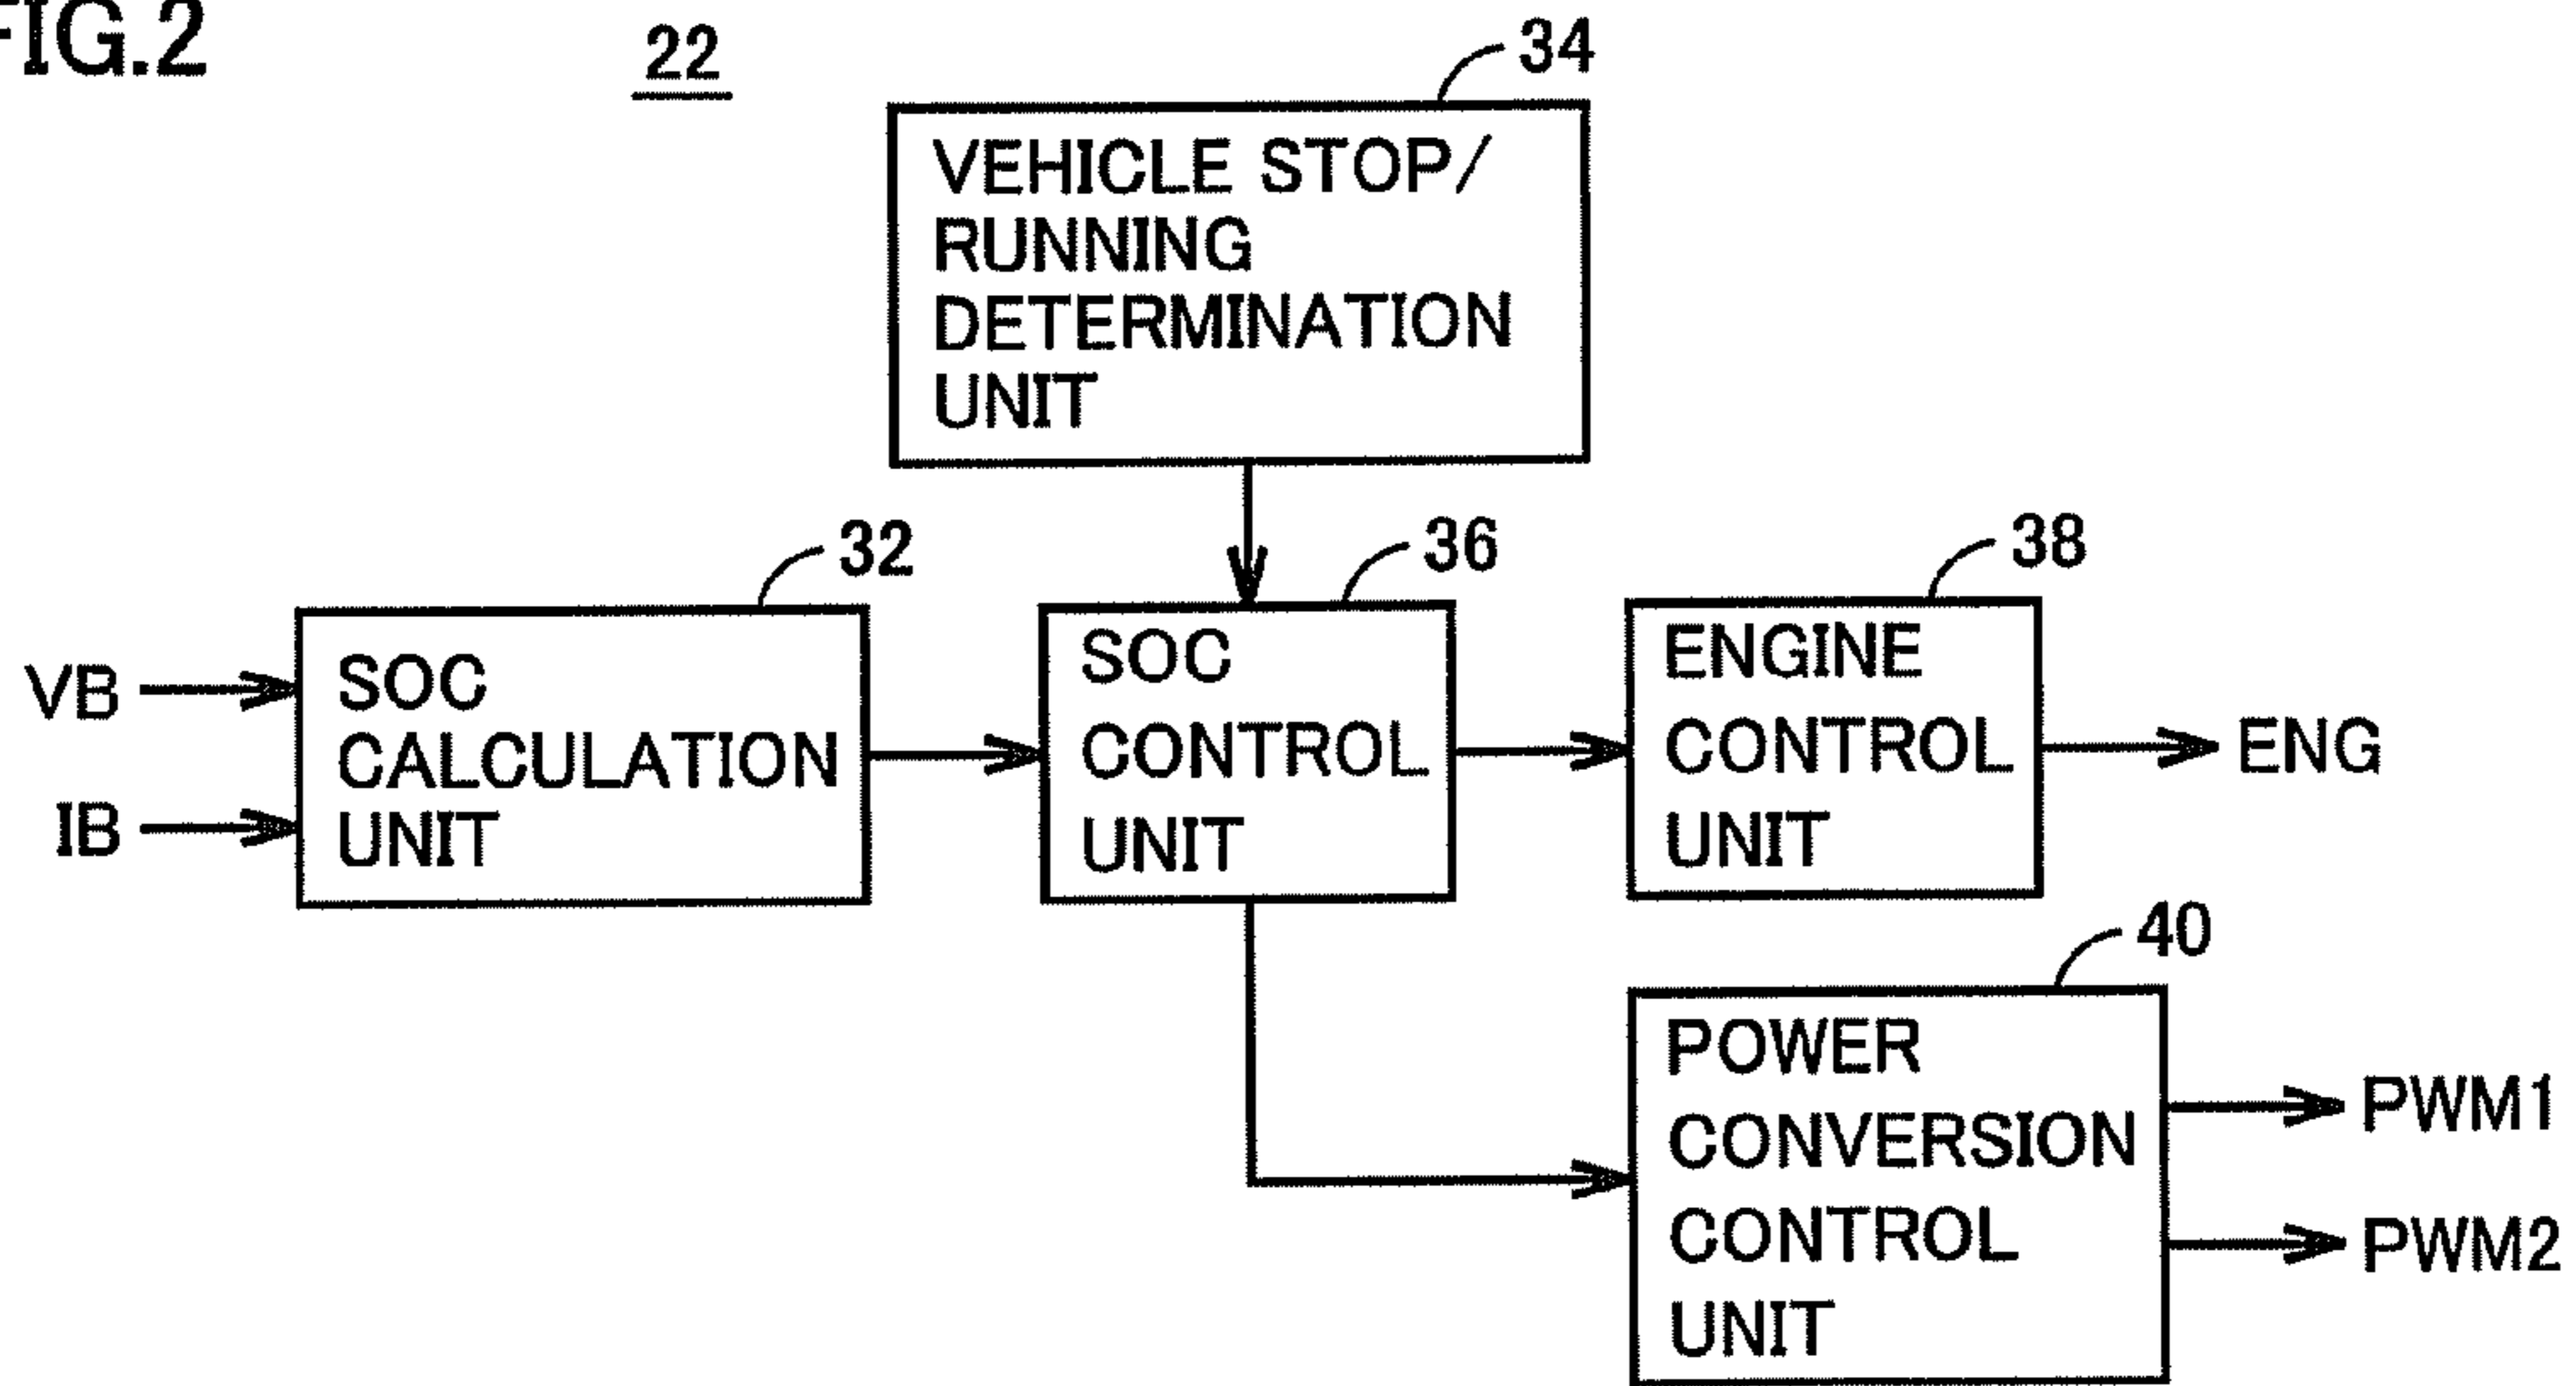 FIG.2
22
34
VEHICLE STOP/
RUNNING
DETERMINATION
UNIT
32
36
38
VB
IB
SOC
CALCULATION
UNIT
SOC
CONTROL
UNIT
ENGINE
CONTROL
UNIT
ENG
40
POWER
CONVERSION
CONTROL
UNIT
PWM1
PWM2